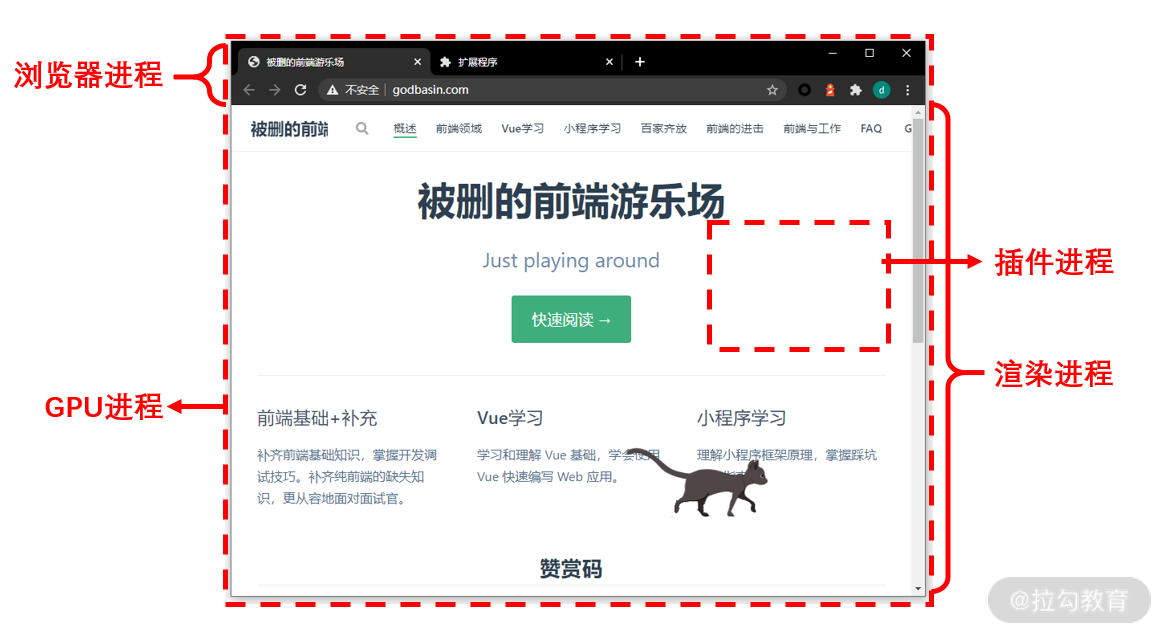 浏览器进程
被删的前端游乐场
扩展程序
不安全
godbasin.com
d
被删的前端
概述
前端领域
Vue学习
小程序学习
百家齐放
前端的进击
前端与工作
FAQ
G
被删的前端游乐场
Just playing around
快速阅读 →
插件进程
渲染进程
GPU进程
前端基础+补充
补齐前端基础知识，掌握开发调
试技巧。补齐纯前端的缺失知
识，更从容地面对面试官。
Vue学习
学习和理解 Vue 基础，学会使用
Vue 快速编写 Web 应用。
小程序学习
理解小程序框架原理，掌握踩坑
赞赏码
@拉勾教育